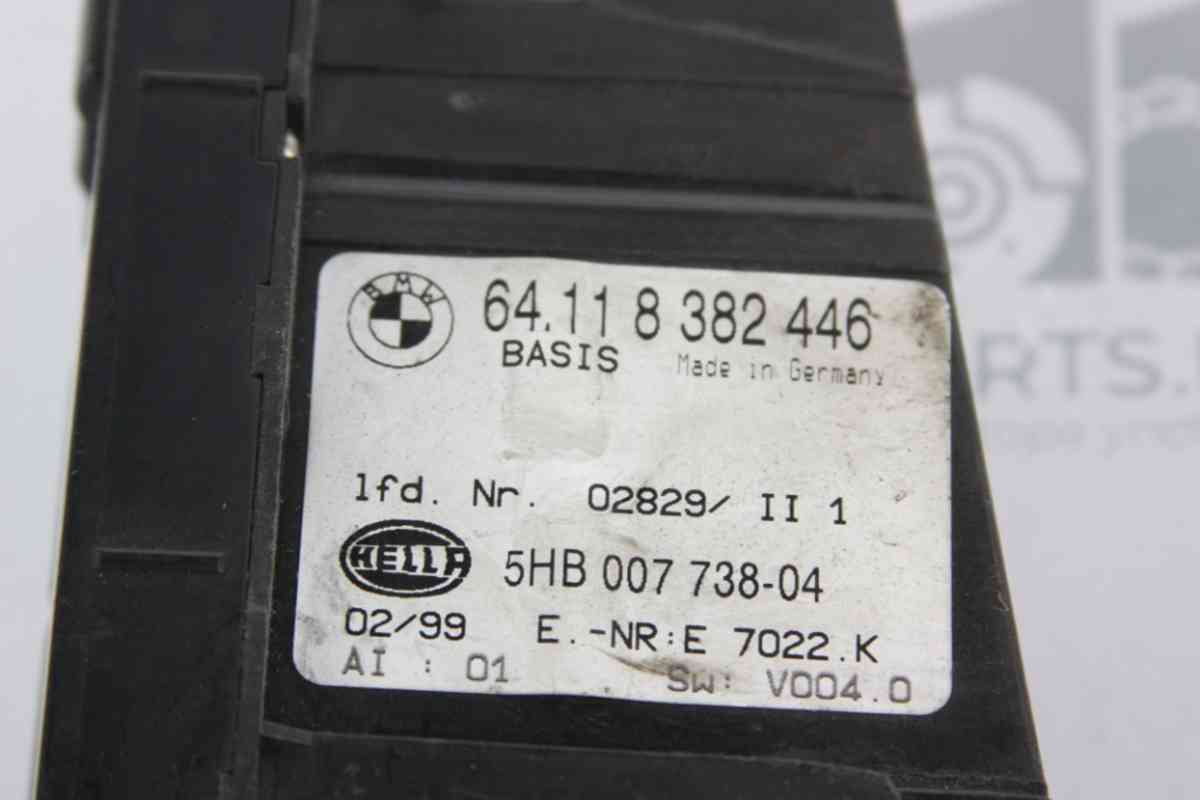 BMW
64.11 8 382 446
BASIS Made in Germany
lfd. Nr. 02829/ II 1
HELLA 5HB 007 738-04
02/99 E.-NR:E 7022.K
AI : 01 SW: V004.0
RTS.